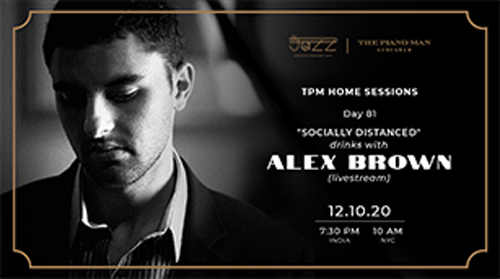 JAZZ
THE PIANO MAN
GURUGRAM
TPM HOME SESSIONS
Day 81
"SOCIALLY DISTANCED"
drinks with
ALEX BROWN
(livestream)
12.10.20
7:30 PM 10 AM
INDIA NYC